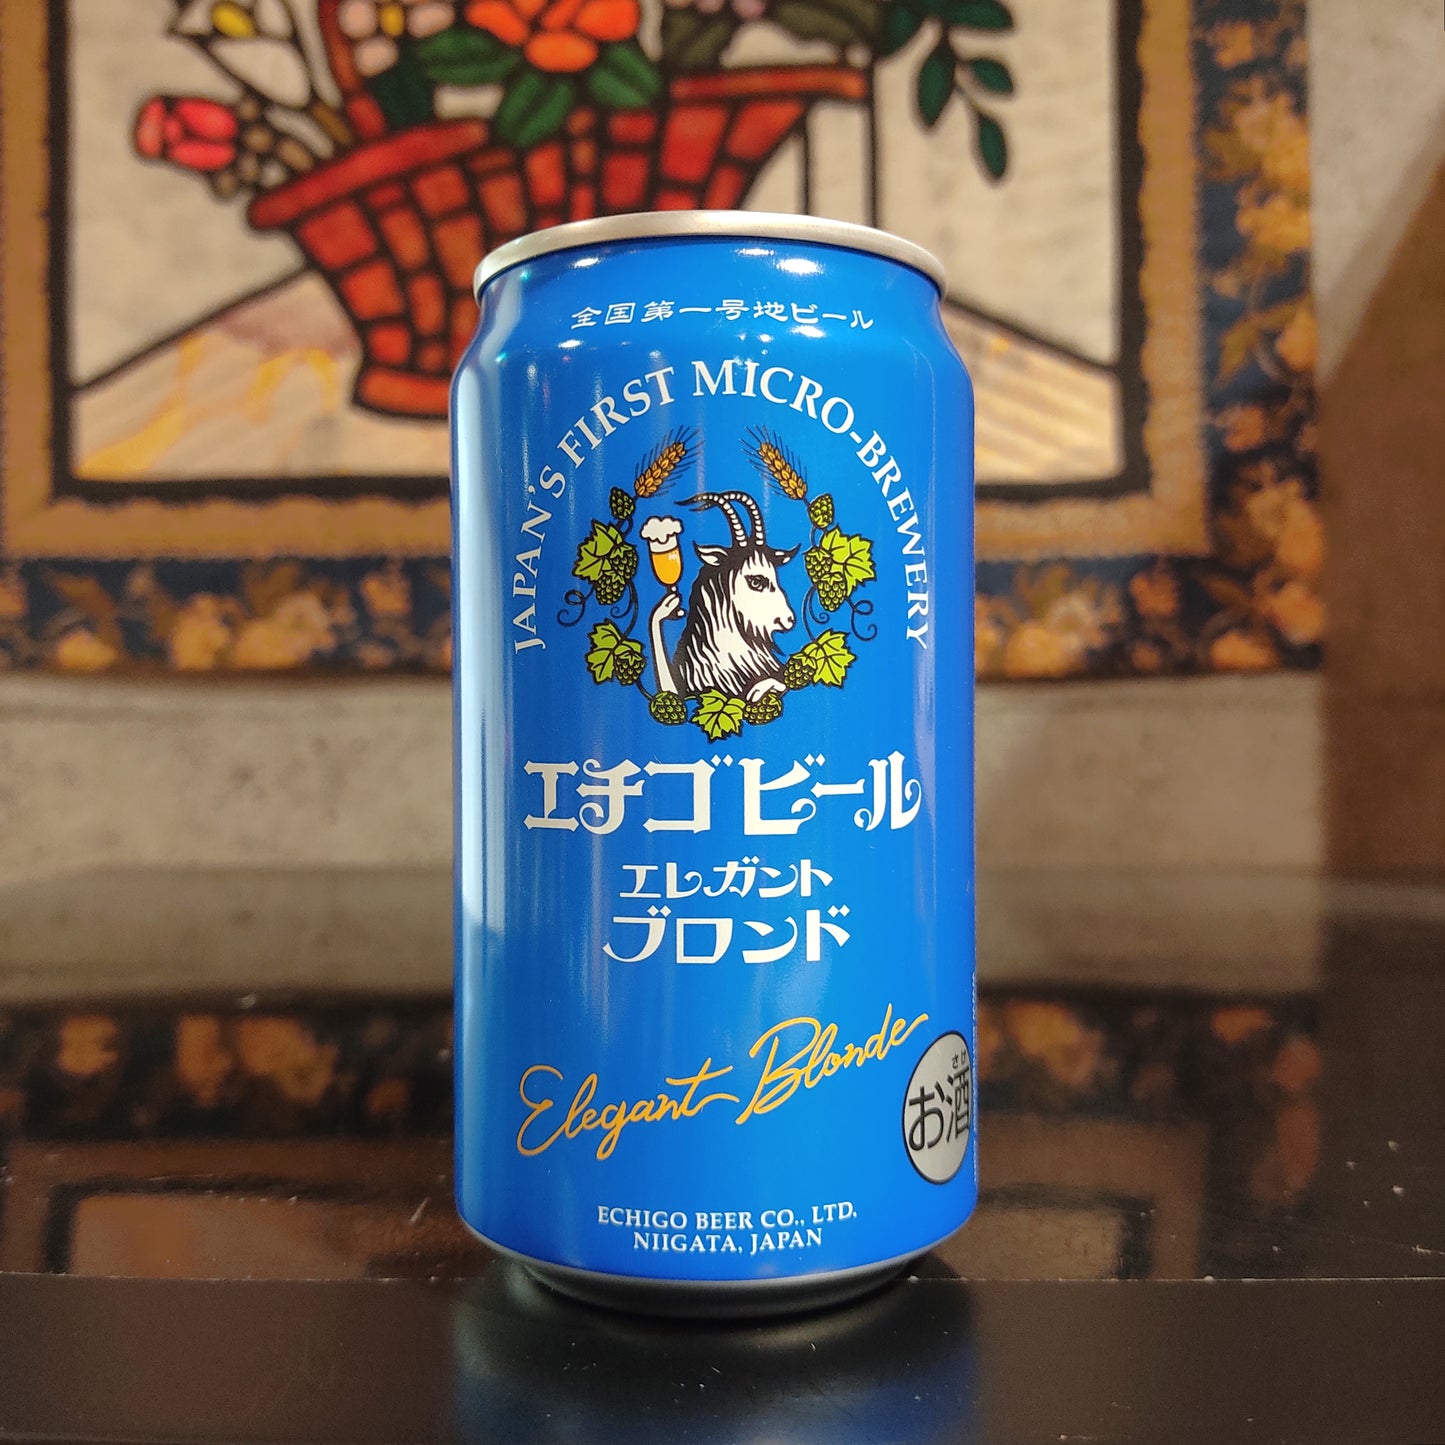 全国第一号地ビール
JAPAN'S FIRST MICRO-BREWERY
エチゴビール
エレガント
ブロンド
Elegant Blonde
さけ
お酒
ECHIGO BEER CO., LTD.
NIIGATA, JAPAN